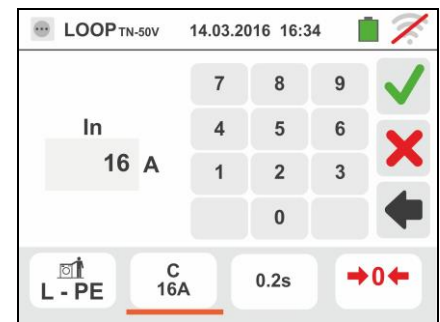 LOOP TN-50V 14.03.2016 16:34
7 8 9
In 4 5 6
16 A 1 2 3
0
L - PE C 16A 0.2s 0